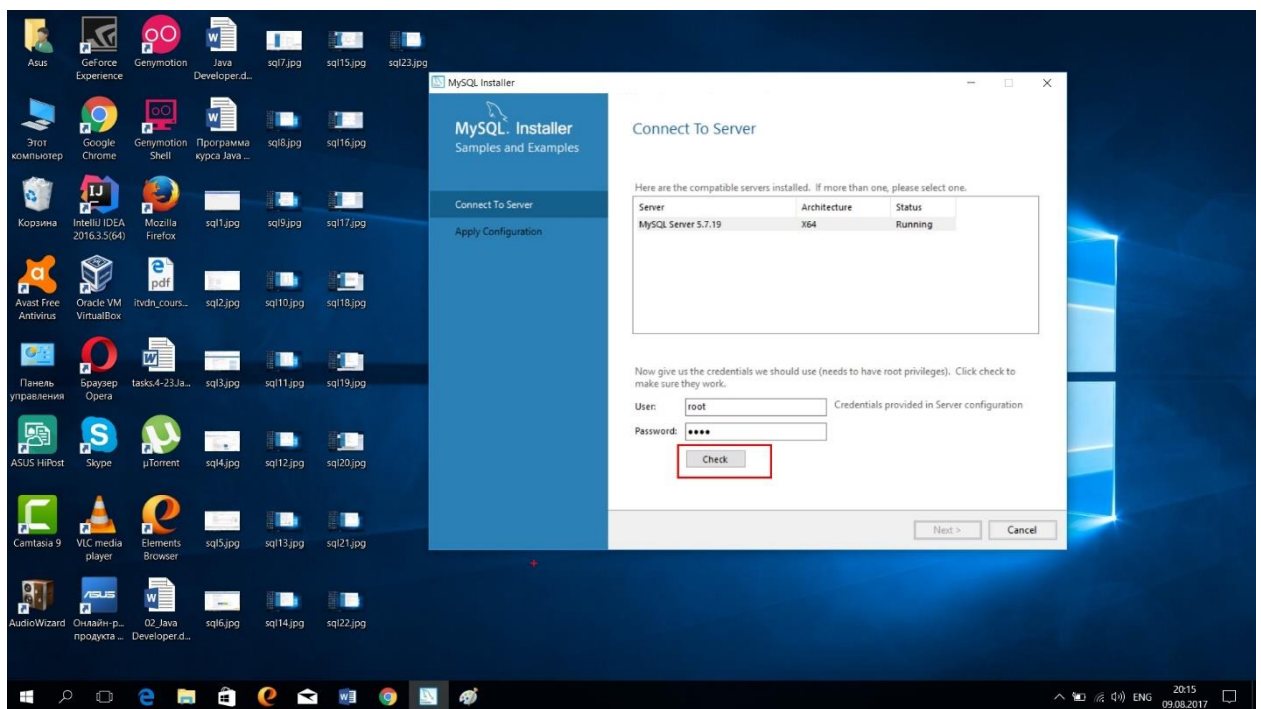 Asus
GeForce Experience
Genymotion
Java Developer.d...
sql7.jpg
sql15.jpg
sql23.jpg
Этот компьютер
Google Chrome
Genymotion Shell
Программа курса Java ...
sql8.jpg
sql16.jpg
Корзина
IntelliJ IDEA 2016.3.5(64)
Mozilla Firefox
sql1.jpg
sql9.jpg
sql17.jpg
Avast Free Antivirus
Oracle VM VirtualBox
pdf
itvdn_cours...
sql2.jpg
sql10.jpg
sql18.jpg
Панель управления
Браузер Opera
tasks.4-23.Ja...
sql3.jpg
sql11.jpg
sql19.jpg
ASUS HiPost
Skype
µTorrent
sql4.jpg
sql12.jpg
sql20.jpg
Camtasia 9
VLC media player
Elements Browser
sql5.jpg
sql13.jpg
sql21.jpg
AudioWizard
Онлайн-р... продукта ...
02_Java Developer.d...
sql6.jpg
sql14.jpg
sql22.jpg
MySQL Installer
MySQL. Installer
Samples and Examples
Connect To Server
Apply Configuration
Connect To Server
Here are the compatible servers installed. If more than one, please select one.
Server Architecture Status
MySQL Server 5.7.19 X64 Running
Now give us the credentials we should use (needs to have root privileges). Click check to
make sure they work.
User: root Credentials provided in Server configuration
Password: ••••
Check
Next > Cancel
ENG 20:15
09.08.2017